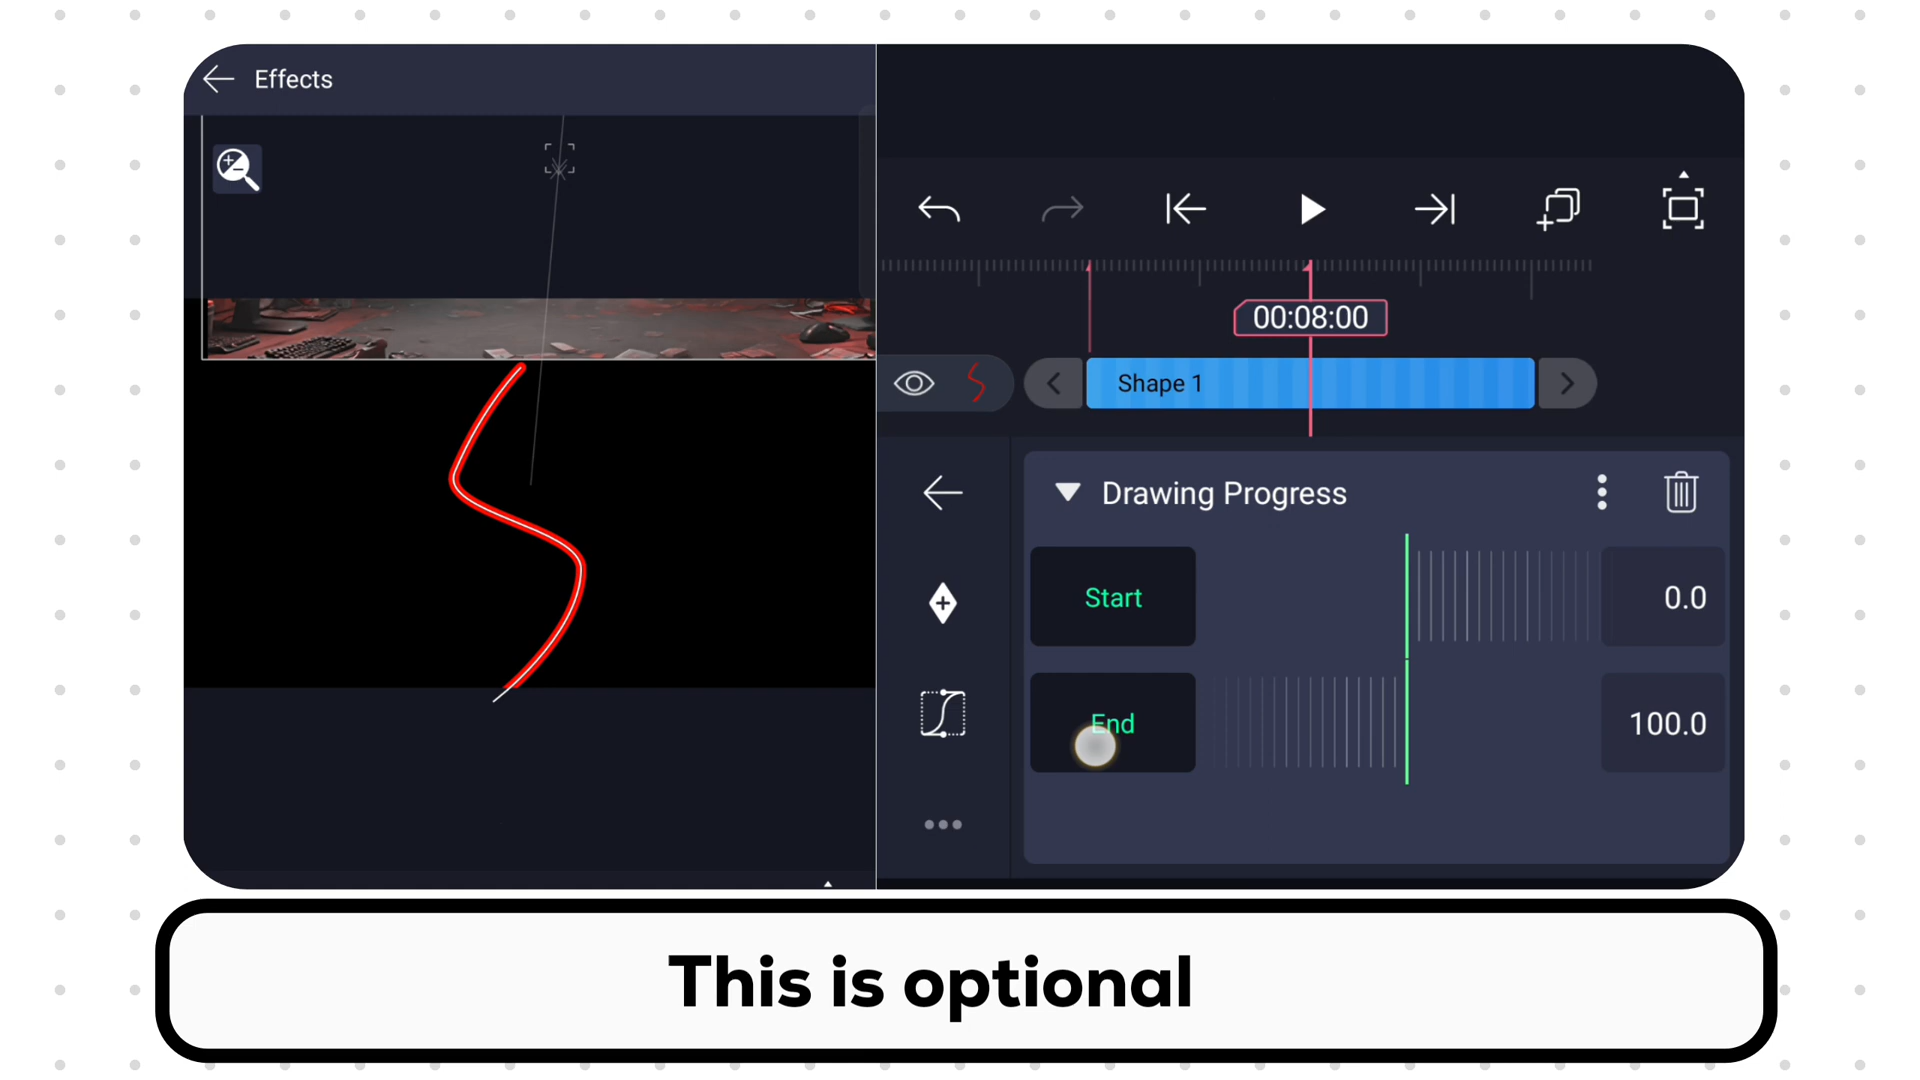 Effects
00:08:00
Shape 1
Drawing Progress
Start
0.0
End
100.0
This is optional